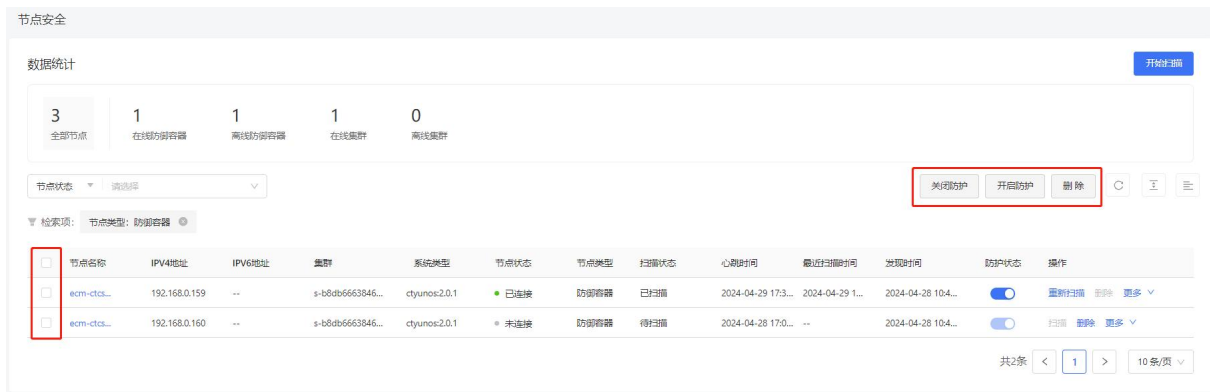 节点安全
数据统计
开始扫描
3 1 1 1 0
全部节点 在线防御容器 离线防御容器 在线集群 离线集群
节点状态 请选择 关闭防护 开启防护 删除
检索项： 节点类型：防御容器
节点名称 IPV4地址 IPV6地址 集群 系统类型 节点状态 节点类型 扫描状态 心跳时间 最近扫描时间 发现时间 防护状态 操作
ecm-ctcs... 192.168.0.159 -- s-b8db6663846... ctyunos:2.0.1 已连接 防御容器 已扫描 2024-04-29 17:3... 2024-04-29 1... 2024-04-28 10:4... 重新扫描 删除 更多
ecm-ctcs... 192.168.0.160 -- s-b8db6663846... ctyunos:2.0.1 未连接 防御容器 待扫描 2024-04-28 17:0... -- 2024-04-28 10:4... 扫描 删除 更多
共2条 < 1 > 10 条/页